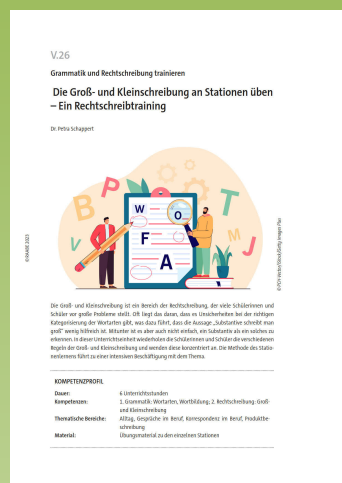 V.26
Grammatik und Rechtschreibung trainieren
Die Groß- und Kleinschreibung an Stationen üben
– Ein Rechtschreibtraining
Dr. Petra Schappert
B
P
T
M
J
W
O
F
A
© RAABE 2023
Die Groß- und Kleinschreibung ist ein Bereich der Rechtschreibung, der viele Schülerinnen und
Schüler vor große Probleme stellt. Oft liegt das daran, dass es Unsicherheiten bei der richtigen
Kategorisierung der Wortarten gibt, was dazu führt, dass die Aussage „Substantive schreibt man
groß“ wenig hilfreich ist. Mitunter ist es aber auch nicht einfach, ein Substantiv als ein solches zu
erkennen. In dieser Unterrichtseinheit wiederholen die Schülerinnen und Schüler die verschiedenen
Regeln der Groß- und Kleinschreibung und wenden diese konzentriert an. Die Methode des Statio-
nenlernens führt zu einer intensiven Beschäftigung mit dem Thema.
KOMPETENZPROFIL
Dauer: 6 Unterrichtsstunden
Kompetenzen: 1. Grammatik: Wortarten, Wortbildung; 2. Rechtschreibung: Groß-
und Kleinschreibung
Thematische Bereiche: Alltag, Gespräche im Beruf, Korrespondenz im Beruf, Produktbe-
schreibung
Material: Übungsmaterial zu den einzelnen Stationen